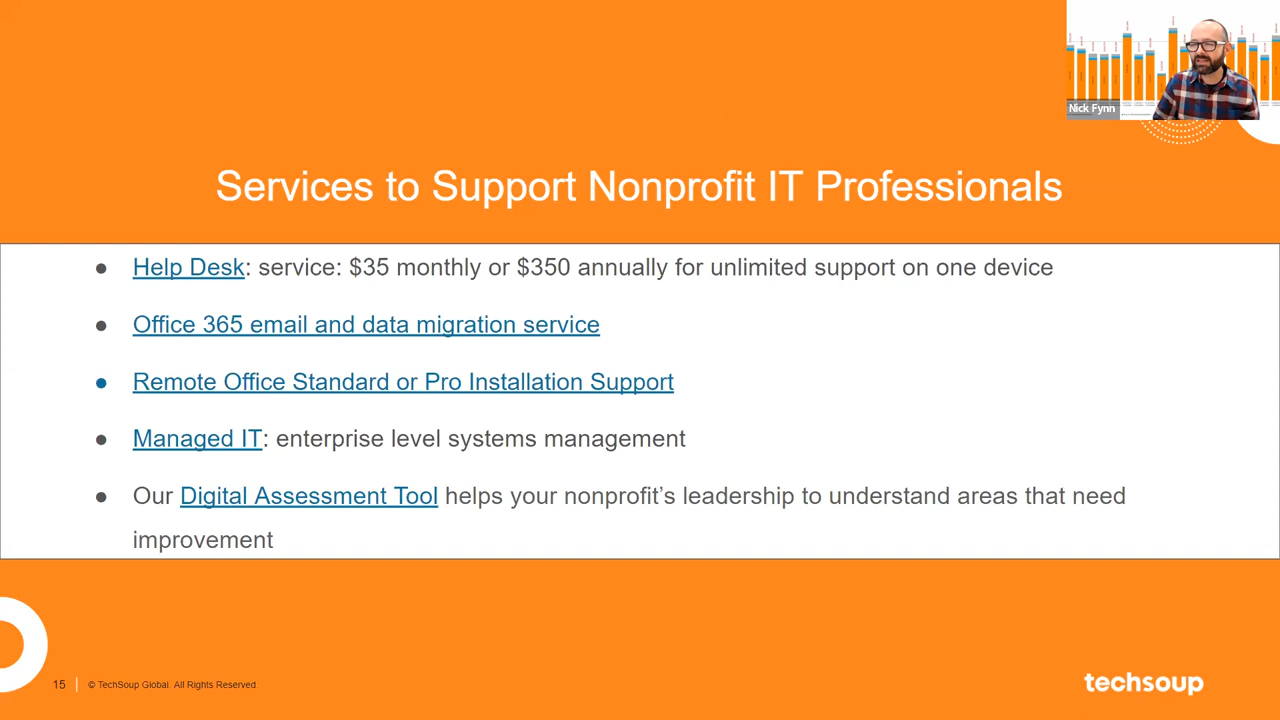 Nick Fynn
Services to Support Nonprofit IT Professionals
● Help Desk: service: $35 monthly or $350 annually for unlimited support on one device
● Office 365 email and data migration service
● Remote Office Standard or Pro Installation Support
● Managed IT: enterprise level systems management
● Our Digital Assessment Tool helps your nonprofit’s leadership to understand areas that need
improvement
15 | © TechSoup Global. All Rights Reserved.
techsoup